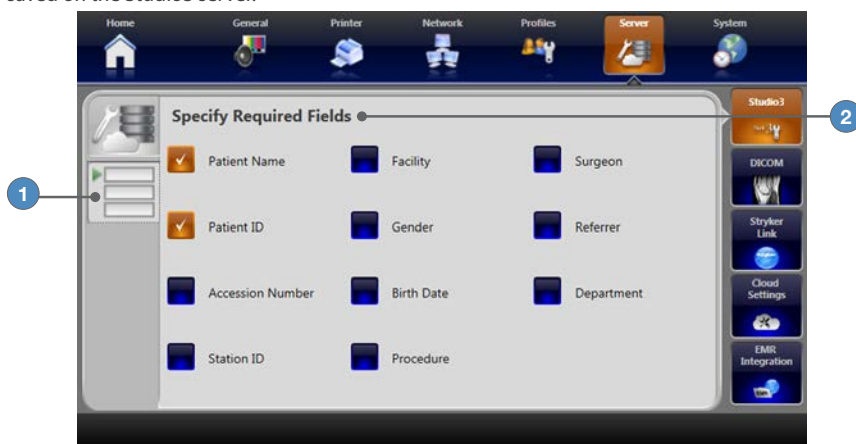 saved on the Studio3 server.
Home General Printer Network Profiles Server System
Specify Required Fields
Studio3
Patient Name Facility Surgeon
DICOM
Patient ID Gender Referrer
Stryker
Link
Accession Number Birth Date Department
Cloud
Settings
Station ID Procedure
EMR
Integration
1
2